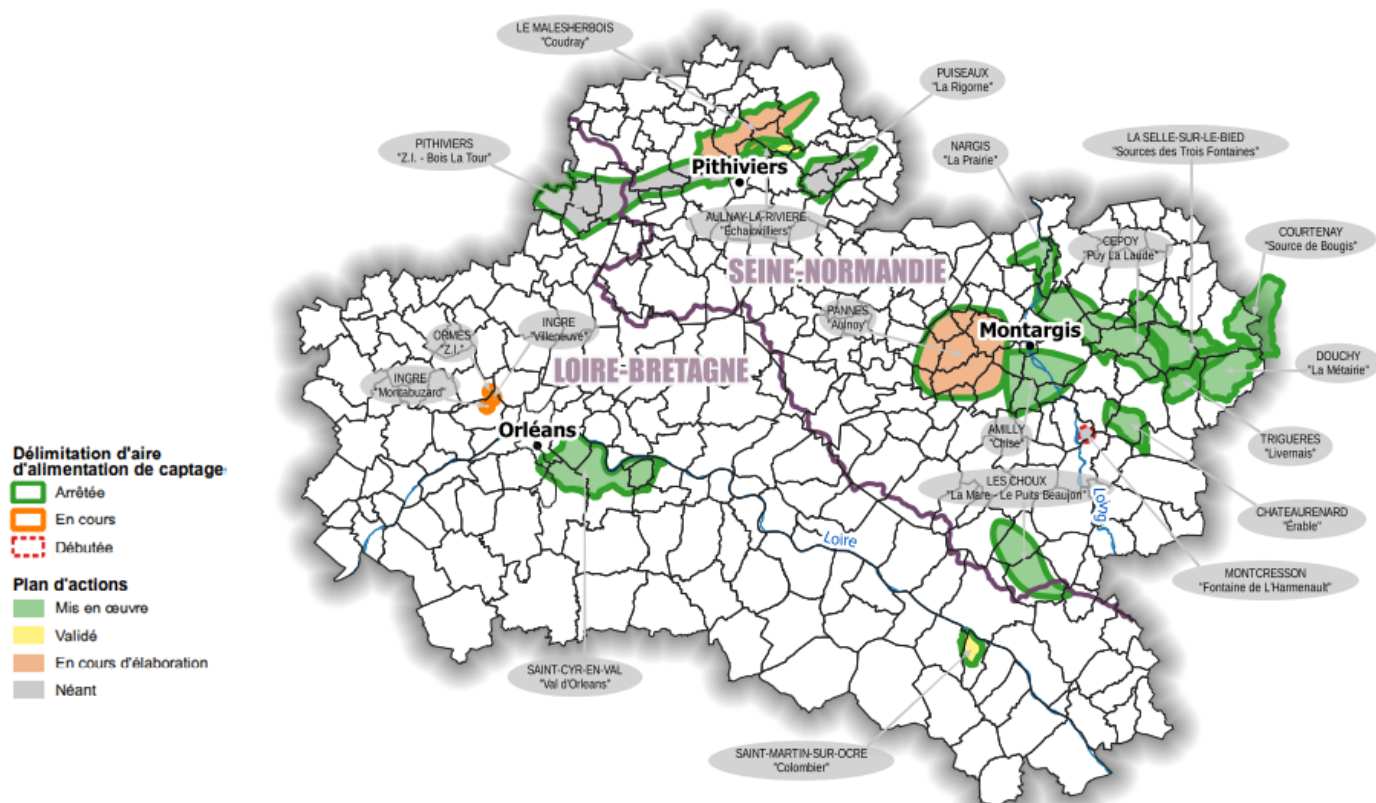 LE MALESHERBOIS
"Coudray"
PUISEAUX
"La Rigorne"
PITHIVIERS
"Z.I. - Bois La Tour"
NARGIS
"La Prairie"
LA SELLE-SUR-LE-BIED
"Sources des Trois Fontaines"
Pithiviers
AULNAY-LA-RIVIERE
"Echainvilliers"
CEPOY
"Puy La Laude"
COURTENAY
"Source de Bougis"
SEINE-NORMANDIE
PANNES
"Aulnoy"
Montargis
ORMES
"Z.I."
INGRE
"Villeneuve"
LOIRE-BRETAGNE
INGRE
"Montabuzard"
DOUCHY
"La Métairie"
Orléans
AMILLY
"Chise"
TRIGUERES
"Livernais"
LES CHOUX
"La Mare - Le Puits Beaujon"
Loing
CHATEAURENARD
"Érable"
Loire
MONTCRESSON
"Fontaine de L'Harmenault"
SAINT-CYR-EN-VAL
"Val d'Orleans"
SAINT-MARTIN-SUR-OCRE
"Colombier"
Délimitation d'aire
d'alimentation de captage
Arrêtée
En cours
Débutée
Plan d'actions
Mis en œuvre
Validé
En cours d'élaboration
Néant